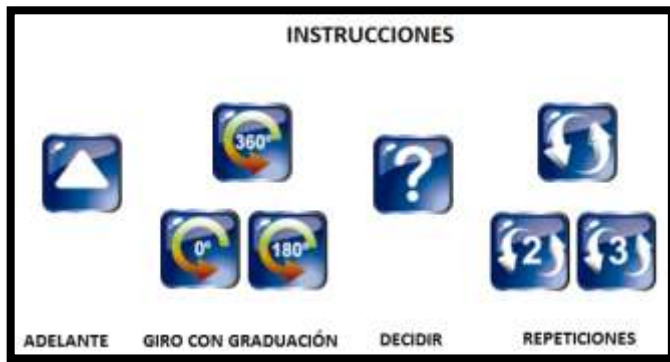 INSTRUCCIONES
360°
?
0° 180° 2 3
ADELANTE GIRO CON GRADUACIÓN DECIDIR REPETICIONES